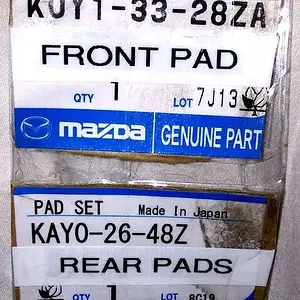 K0Y1-33-28ZA
FRONT PAD
QTY 1 LOT 7J13
mazda GENUINE PART
PAD SET Made In Japan
KAY0-26-48Z
REAR PADS
QTY 1 LOT 8C19